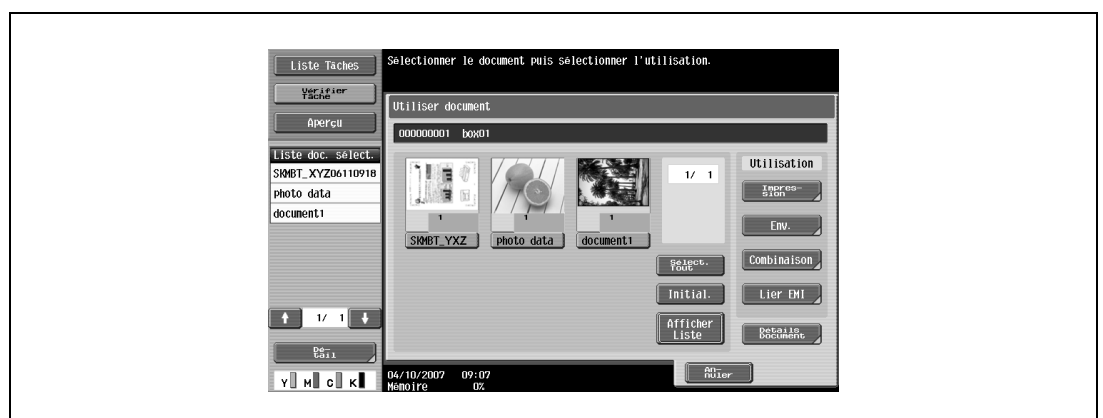 Liste Tâches
Vérifier
Tâche
Aperçu
Liste doc. sélect.
SKMBT_XYZ06110918
photo data
document1
1/ 1
Dé-
tail
Y M C K
Sélectionner le document puis sélectionner l'utilisation.
Utiliser document
000000001 box01
1
SKMBT_YXZ
1
photo data
1
document1
1/ 1
Sélect.
Tout
Initial.
Afficher
Liste
Utilisation
Impres-
sion
Env.
Combinaison
Lier EMI
Détails
Document
04/10/2007 09:07
Mémoire 0%
An-
nuler